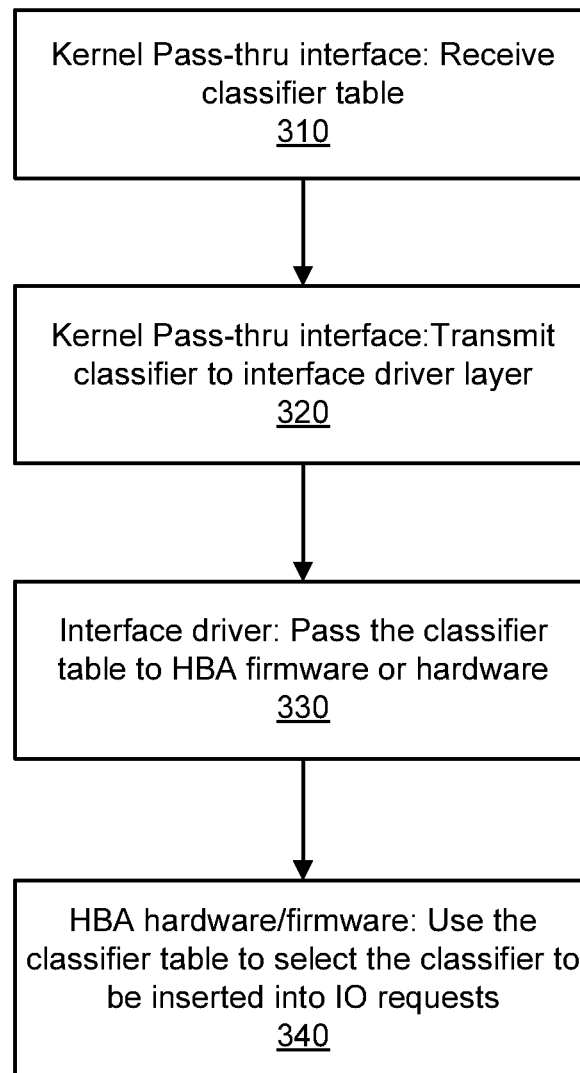 Kernel Pass-thru interface: Receive
classifier table
310
Kernel Pass-thru interface:Transmit
classifier to interface driver layer
320
Interface driver: Pass the classifier
table to HBA firmware or hardware
330
HBA hardware/firmware: Use the
classifier table to select the classifier to
be inserted into IO requests
340